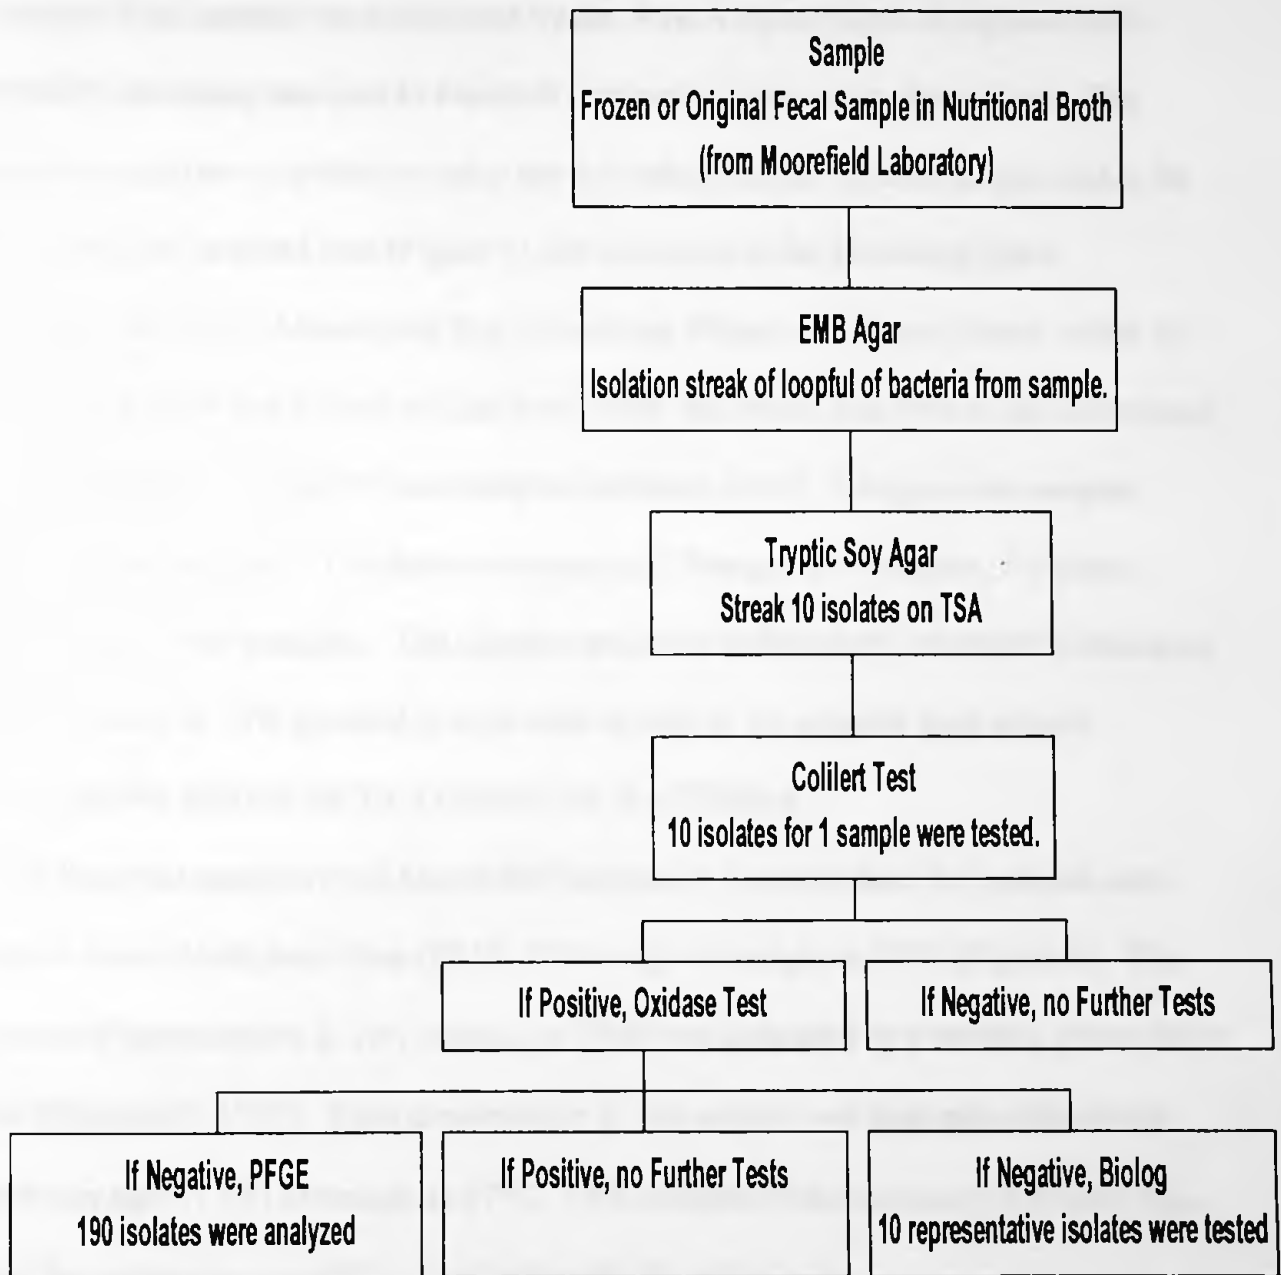 Sample
Frozen or Original Fecal Sample in Nutritional Broth
(from Moorefield Laboratory)
EMB Agar
Isolation streak of loopful of bacteria from sample.
Tryptic Soy Agar
Streak 10 isolates on TSA
Colilert Test
10 isolates for 1 sample were tested.
If Positive, Oxidase Test
If Negative, no Further Tests
If Negative, PFGE
190 isolates were analyzed
If Positive, no Further Tests
If Negative, Biolog
10 representative isolates were tested